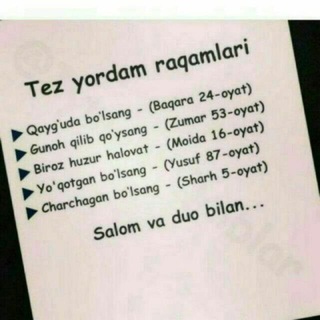 Tez yordam raqamlari
Qayg'uda bo'lsang - (Baqara 24-oyat)
Gunoh qilib qo'ysang - (Zumar 53-oyat)
Biroz huzur halovat - (Moida 16-oyat)
Yo'qotgan bo'lsang - (Yusuf 87-oyat)
Charchagan bo'lsang - (Sharh 5-oyat)
Salom va duo bilan...